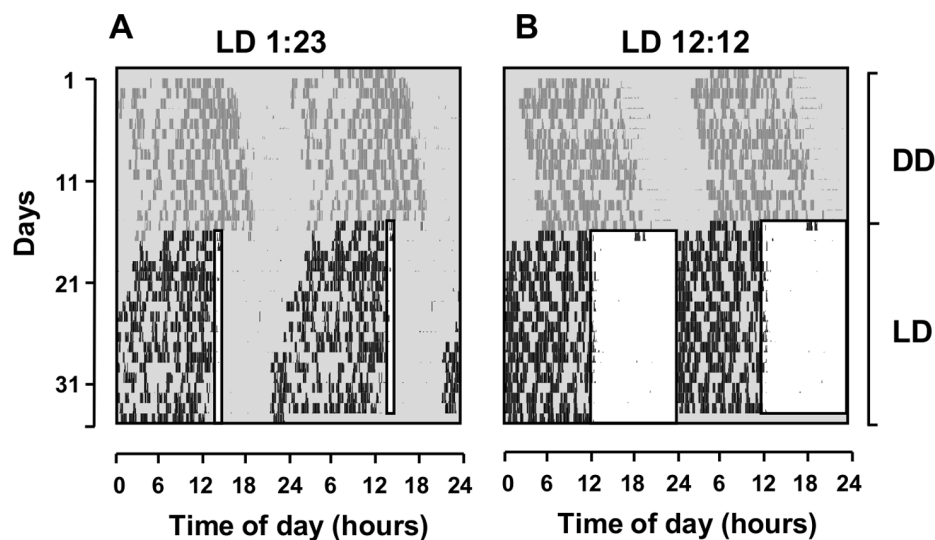 A
LD 1:23
B
LD 12:12
Days
1
11
21
31
DD
LD
0 6 12 18 24 6 12 18 24
0 6 12 18 24 6 12 18 24
Time of day (hours)
Time of day (hours)